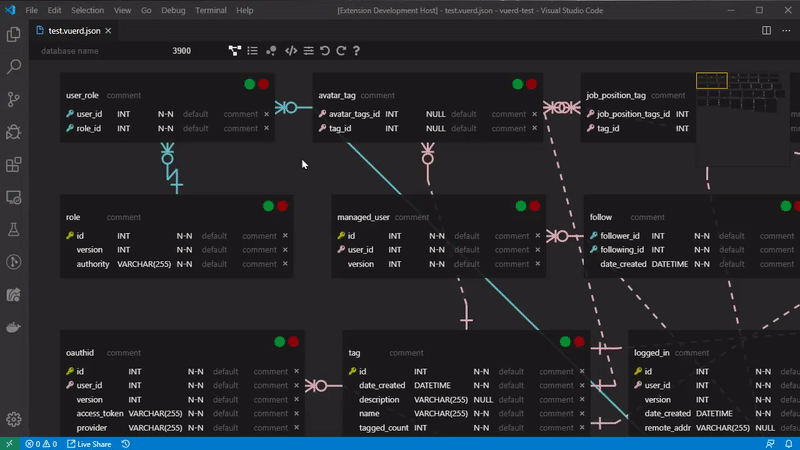 File Edit Selection View Go Debug Terminal Help [Extension Development Host] - test.vuerd.json - vuerd-test - Visual Studio Code
test.vuerd.json
database name 3900
user_role comment
user_id INT N-N default comment
role_id INT N-N default comment
avatar_tag comment
avatar_tags_id INT NULL default comment
tag_id INT NULL default comment
job_position_tag comment
job_position_tags_id INT
tag_id INT
role comment
id INT N-N default comment
version INT N-N default comment
authority VARCHAR(255) N-N default comment
managed_user comment
id INT N-N default comment
user_id INT N-N default comment
version INT N-N default comment
follow comment
follower_id INT N-N default
following_id INT N-N default
date_created DATETIME N-N default
oauthid comment
id INT N-N default comment
user_id INT N-N default comment
version INT N-N default comment
access_token VARCHAR(255) N-N default comment
provider VARCHAR(255) N-N default comment
tag comment
id INT N-N default comment
date_created DATETIME N-N default comment
description VARCHAR(255) NULL default comment
name VARCHAR(255) N-N default comment
tagged_count INT N-N default comment
logged_in comment
id INT N-N default
user_id INT N-N default
version INT N-N default
date_created DATETIME N-N default
remote_addr VARCHAR(255) NULL default
0 0 Live Share